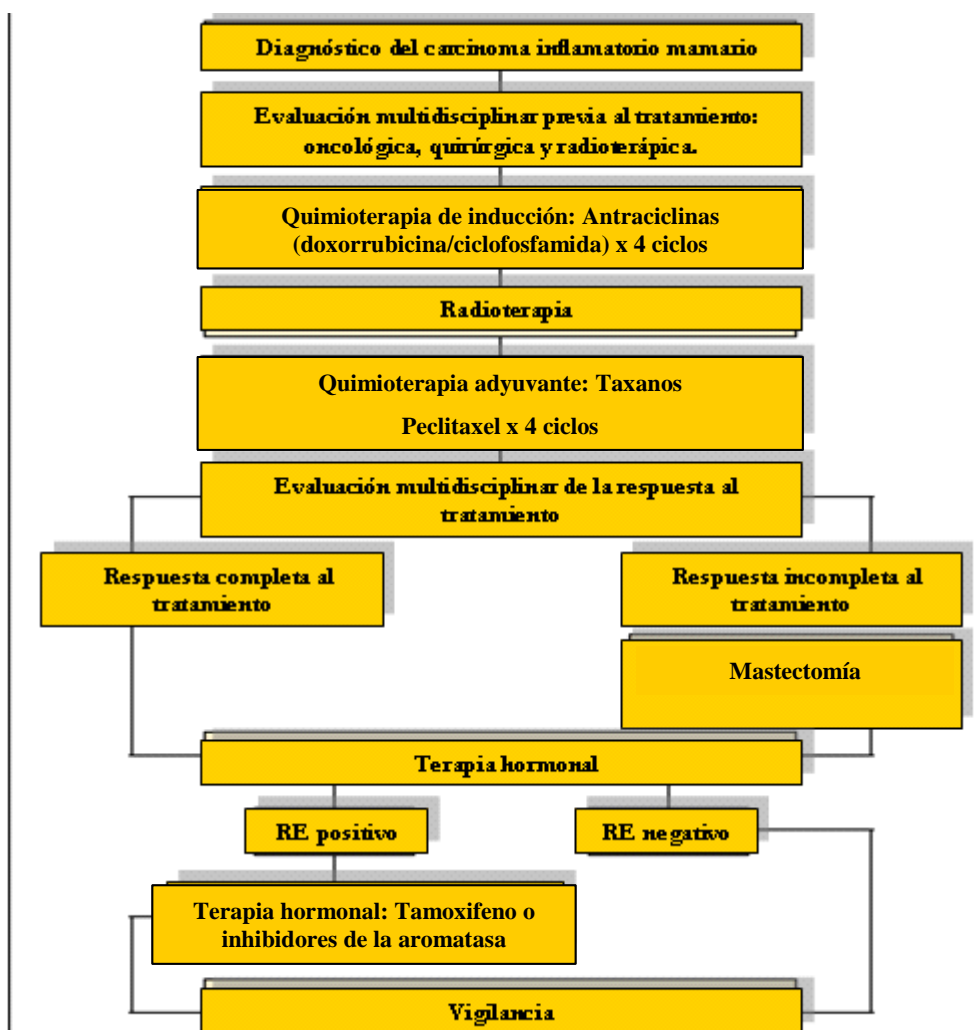 Diagnóstico del carcinoma inflamatorio mamario
Evaluación multidisciplinar previa al tratamiento:
oncológica, quirúrgica y radioterápica.
Quimioterapia de inducción: Antraciclinas
(doxorrubicina/ciclofosfamida) x 4 ciclos
Radioterapia
Quimioterapia adyuvante: Taxanos
Peclitaxel x 4 ciclos
Evaluación multidisciplinar de la respuesta al
tratamiento
Respuesta completa al
tratamiento
Respuesta incompleta al
tratamiento
Mastectomía
Terapia hormonal
RE positivo
RE negativo
Terapia hormonal: Tamoxifeno o
inhibidores de la aromatasa
Vigilancia